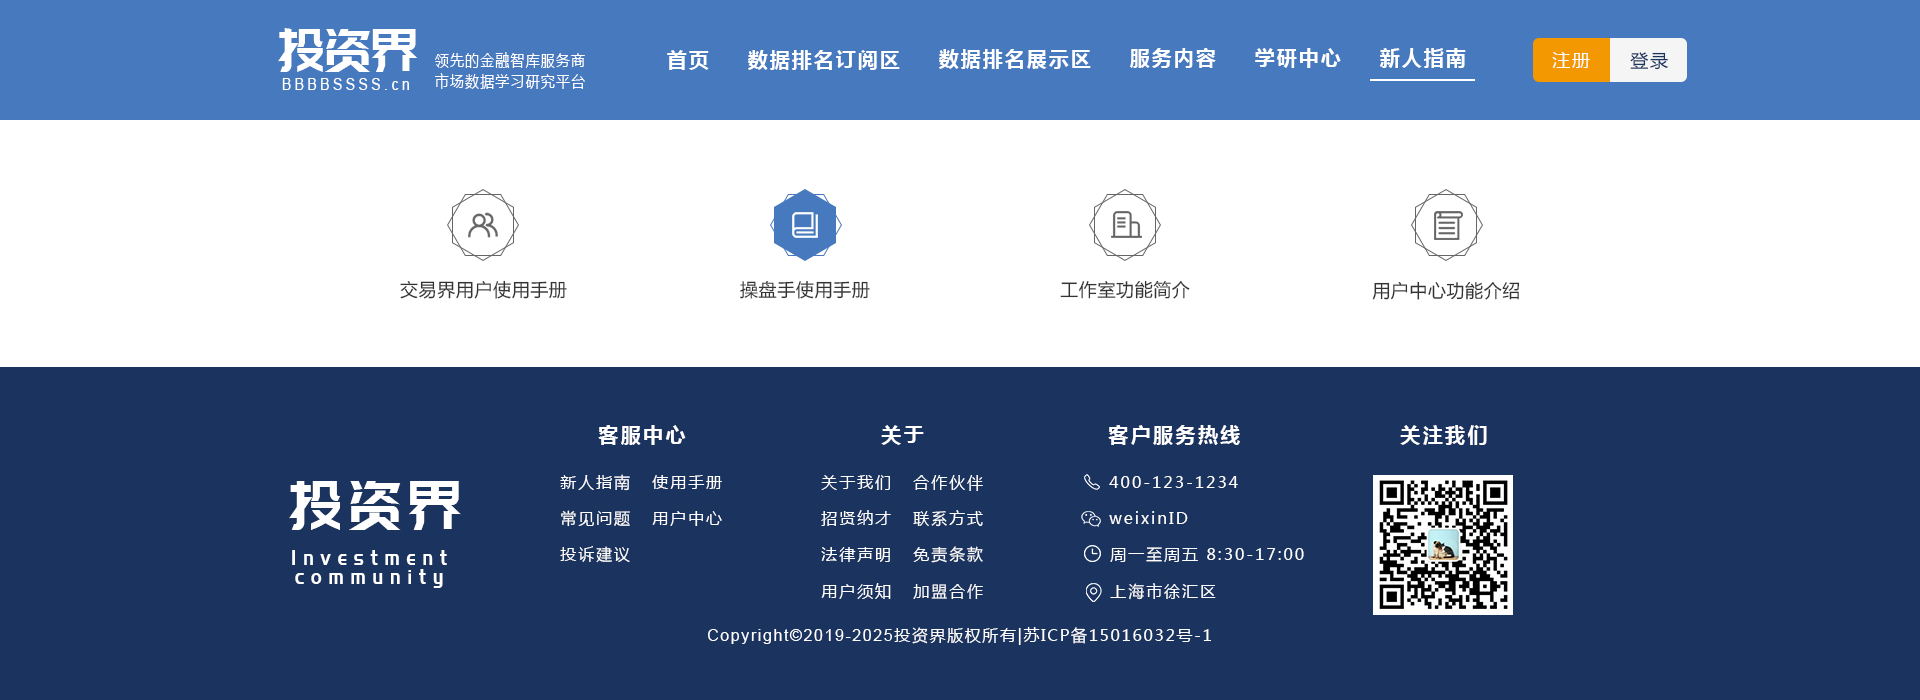 投资界
BBBBSSSS.cn
领先的金融智库服务商
市场数据学习研究平台
首页 数据排名订阅区 数据排名展示区 服务内容 学研中心 新人指南
注册 登录
交易界用户使用手册 操盘手使用手册 工作室功能简介 用户中心功能介绍
投资界
Investment
community
客服中心
新人指南 使用手册
常见问题 用户中心
投诉建议
关于
关于我们 合作伙伴
招贤纳才 联系方式
法律声明 免责条款
用户须知 加盟合作
客户服务热线
400-123-1234
weixinID
周一至周五 8:30-17:00
上海市徐汇区
关注我们
Copyright©2019-2025投资界版权所有|苏ICP备15016032号-1